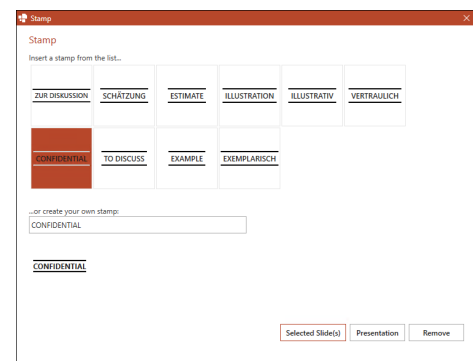 Stamp
Stamp
Insert a stamp from the list...
ZUR DISKUSSION SCHÄTZUNG ESTIMATE ILLUSTRATION ILLUSTRATIV VERTRAULICH
CONFIDENTIAL TO DISCUSS EXAMPLE EXEMPLARISCH
...or create your own stamp:
CONFIDENTIAL
CONFIDENTIAL
Selected Slide(s) Presentation Remove